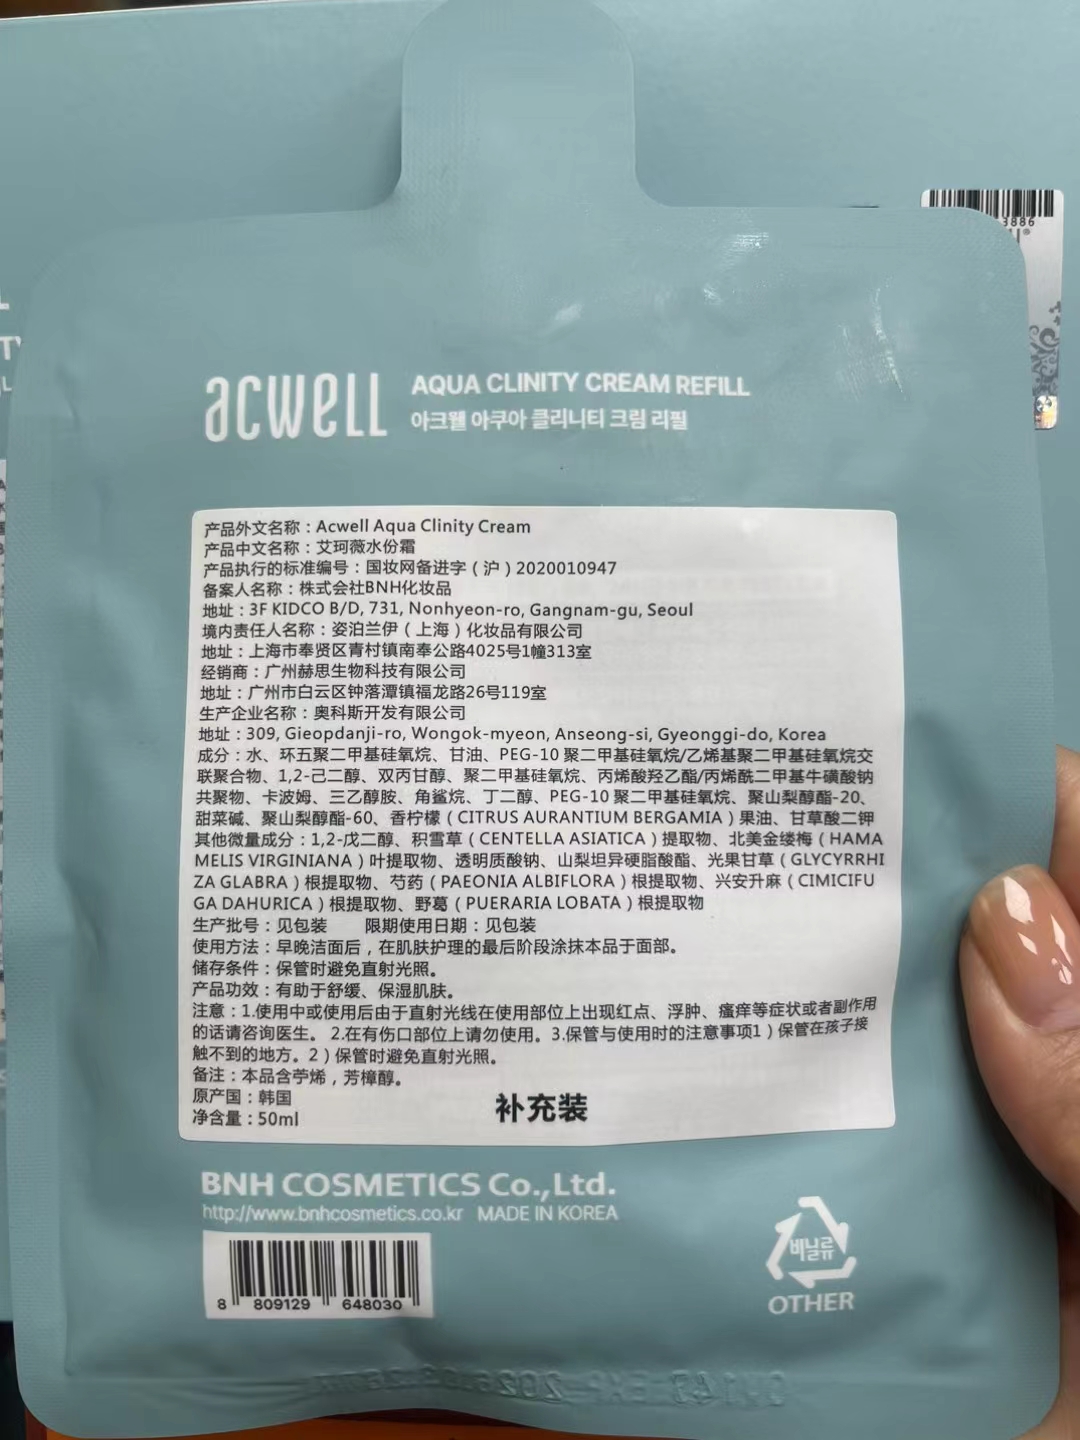 3886
acwell
AQUA CLINITY CREAM REFILL
아크웰 아쿠아 클리니티 크림 리필
产品外文名称：Acwell Aqua Clinity Cream
产品中文名称：艾珂薇水份霜
产品执行的标准编号：国妆网备进字（沪）2020010947
备案人名称：株式会社BNH化妆品
地址：3F KIDCO B/D, 731, Nonhyeon-ro, Gangnam-gu, Seoul
境内责任人名称：姿泊兰伊（上海）化妆品有限公司
地址：上海市奉贤区青村镇南奉公路4025号1幢313室
经销商：广州赫思生物科技有限公司
地址：广州市白云区钟落潭镇福龙路26号119室
生产企业名称：奥科斯开发有限公司
地址：309, Gieopdanji-ro, Wongok-myeon, Anseong-si, Gyeonggi-do, Korea
成分：水、环五聚二甲基硅氧烷、甘油、PEG-10 聚二甲基硅氧烷/乙烯基聚二甲基硅氧烷交
联聚合物、1,2-己二醇、双丙甘醇、聚二甲基硅氧烷、丙烯酸羟乙酯/丙烯酰二甲基牛磺酸钠
共聚物、卡波姆、三乙醇胺、角鲨烷、丁二醇、PEG-10 聚二甲基硅氧烷、聚山梨醇酯-20、
甜菜碱、聚山梨醇酯-60、香柠檬（CITRUS AURANTIUM BERGAMIA）果油、甘草酸二钾
其他微量成分：1,2-戊二醇、积雪草（CENTELLA ASIATICA）提取物、北美金缕梅（HAMA
MELIS VIRGINIANA）叶提取物、透明质酸钠、山梨坦异硬脂酸酯、光果甘草（GLYCYRRHI
ZA GLABRA）根提取物、芍药（PAEONIA ALBIFLORA）根提取物、兴安升麻（CIMICIFU
GA DAHURICA）根提取物、野葛（PUERARIA LOBATA）根提取物
生产批号：见包装 限期使用日期：见包装
使用方法：早晚洁面后，在肌肤护理的最后阶段涂抹本品于面部。
储存条件：保管时避免直射光照。
产品功效：有助于舒缓、保湿肌肤。
注意：1.使用中或使用后由于直射光线在使用部位上出现红点、浮肿、瘙痒等症状或者副作用
的话请咨询医生。 2.在有伤口部位上请勿使用。3.保管与使用时的注意事项1）保管在孩子接
触不到的地方。2）保管时避免直射光照。
备注：本品含苧烯，芳樟醇。
原产国：韩国
净含量：50ml
补充装
BNH COSMETICS Co.,Ltd.
http://www.bnhcosmetics.co.kr MADE IN KOREA
8 809129 648030
비닐류
OTHER